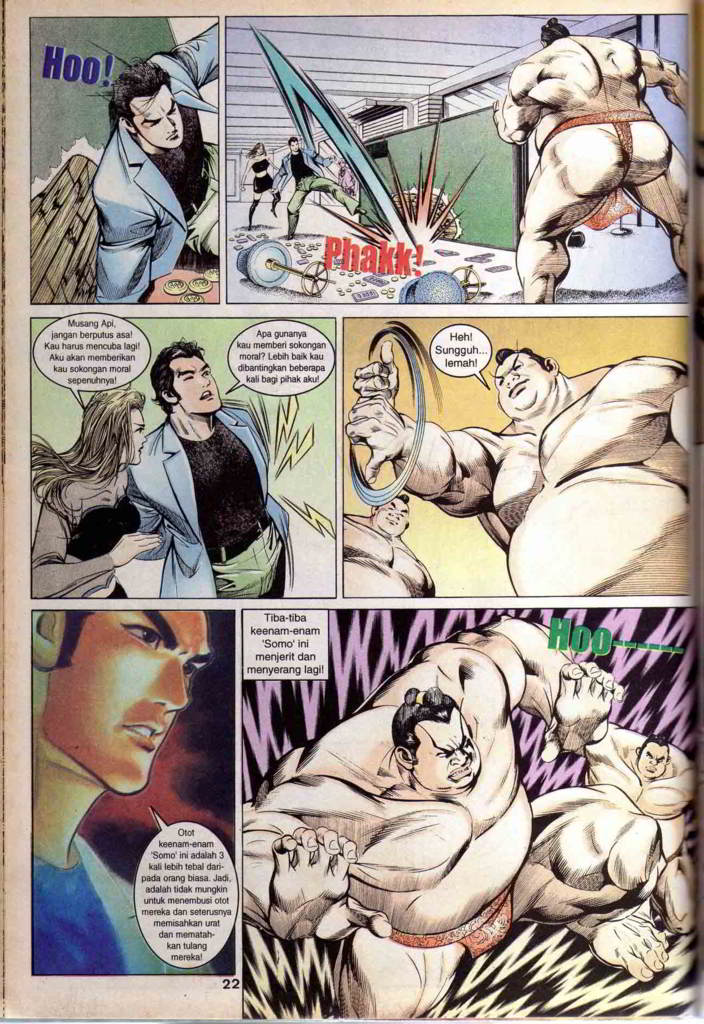 Hoo!
Phakk!
Musang Api,
jangan berputus asa!
Kau harus mencuba lagi!
Aku akan memberikan
kau sokongan moral
sepenuhnya!
Apa gunanya
kau memberi sokongan
moral? Lebih baik kau
dibantingkan beberapa
kali bagi pihak aku!
Heh!
Sungguh...
lemah!
Otot
keenam-enam
'Somo' ini adalah 3
kali lebih tebal dari-
pada orang biasa. Jadi,
adalah tidak mungkin
untuk menembusi otot
mereka dan seterusnya
memisahkan urat
dan mematah-
kan tulang
mereka!
Tiba-tiba
keenam-enam
'Somo' ini
menjerit dan
menyerang lagi!
Hoo-----
22